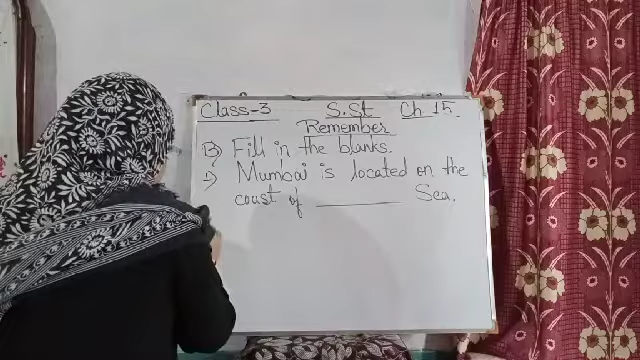 Class-3 S.St Ch 15.
Remember
B) Fill in the blanks.
1) Mumbai is located on the
coast of ________ Sea.